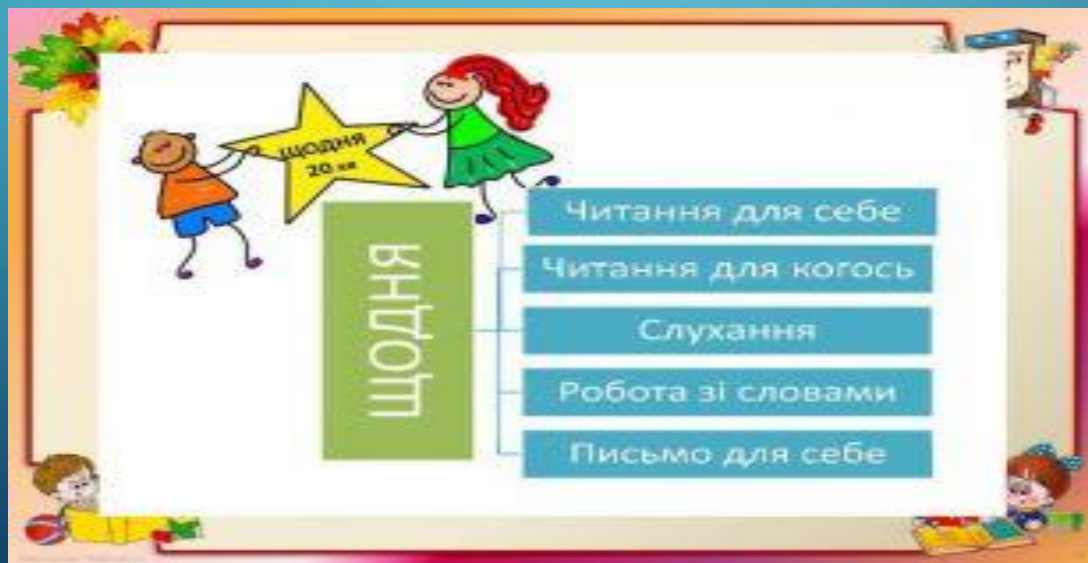 ЩОДНЯ
20 хв
ЩОДНЯ
Читання для себе
Читання для когось
Слухання
Робота зі словами
Письмо для себе